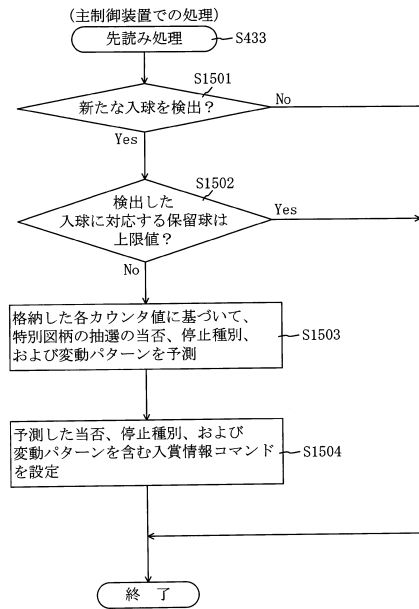 (主制御装置での処理)
先読み処理
S433
S1501
新たな入球を検出?
No
Yes
S1502
検出した
入球に対応する保留球は
上限値?
Yes
No
格納した各カウンタ値に基づいて、
特別図柄の抽選の当否、停止種別、
および変動パターンを予測
S1503
予測した当否、停止種別、および
変動パターンを含む入賞情報コマンド
を設定
S1504
終 了